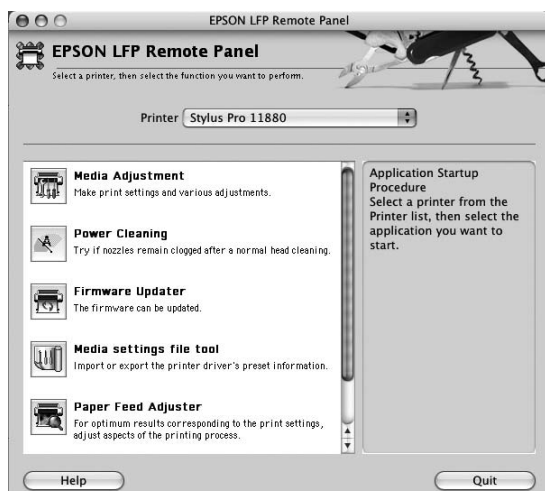 EPSON LFP Remote Panel
EPSON LFP Remote Panel
Select a printer, then select the function you want to perform.
Printer Stylus Pro 11880
Media Adjustment
Make print settings and various adjustments.
Power Cleaning
Try if nozzles remain clogged after a normal head cleaning.
Firmware Updater
The firmware can be updated.
Media settings file tool
Import or export the printer driver's preset information.
Paper Feed Adjuster
For optimum results corresponding to the print settings,
adjust aspects of the printing process.
Application Startup
Procedure
Select a printer from the
Printer list, then select the
application you want to
start.
Help
Quit